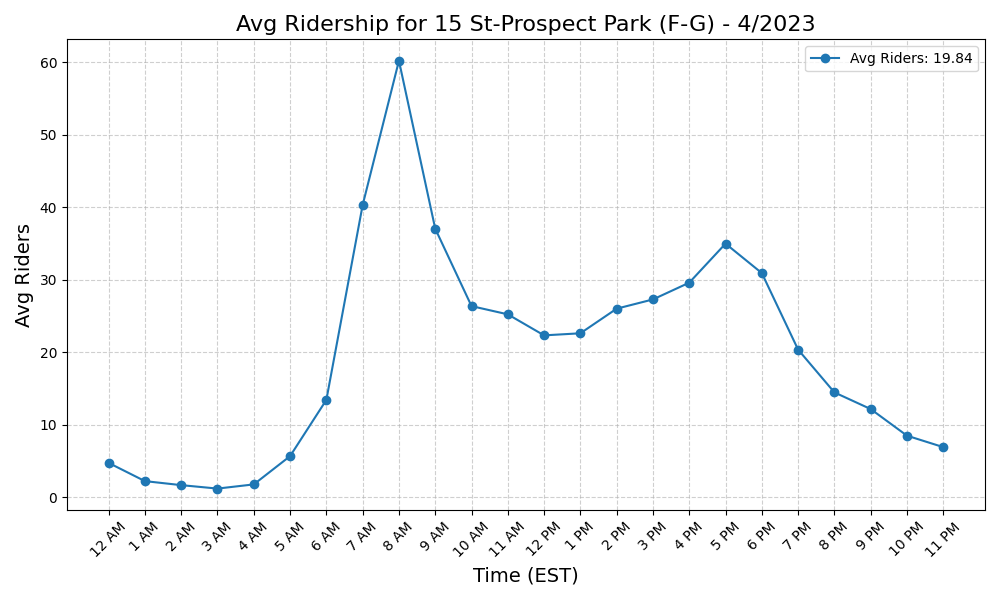 Avg Ridership for 15 St-Prospect Park (F-G) - 4/2023
Avg Riders: 19.84
Avg Riders
60
50
40
30
20
10
0
12 AM
1 AM
2 AM
3 AM
4 AM
5 AM
6 AM
7 AM
8 AM
9 AM
10 AM
11 AM
12 PM
1 PM
2 PM
3 PM
4 PM
5 PM
6 PM
7 PM
8 PM
9 PM
10 PM
11 PM
Time (EST)